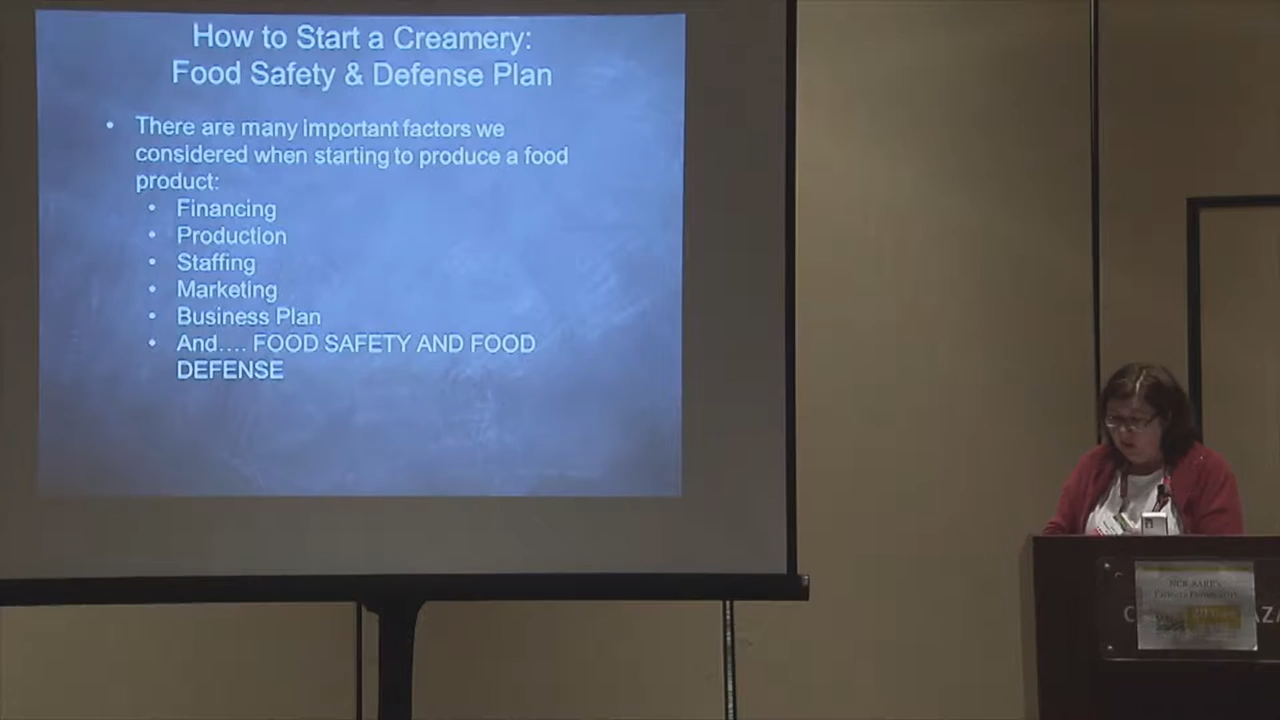 How to Start a Creamery:
Food Safety & Defense Plan
• There are many important factors we
considered when starting to produce a food
product:
• Financing
• Production
• Staffing
• Marketing
• Business Plan
• And.... FOOD SAFETY AND FOOD
DEFENSE